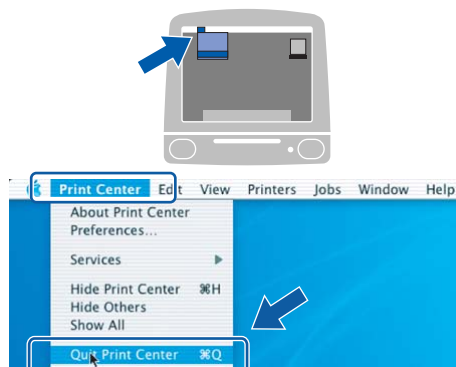 Print Center Edit View Printers Jobs Window Help
About Print Center
Preferences...
Services
Hide Print Center ⌘H
Hide Others
Show All
Quit Print Center ⌘Q